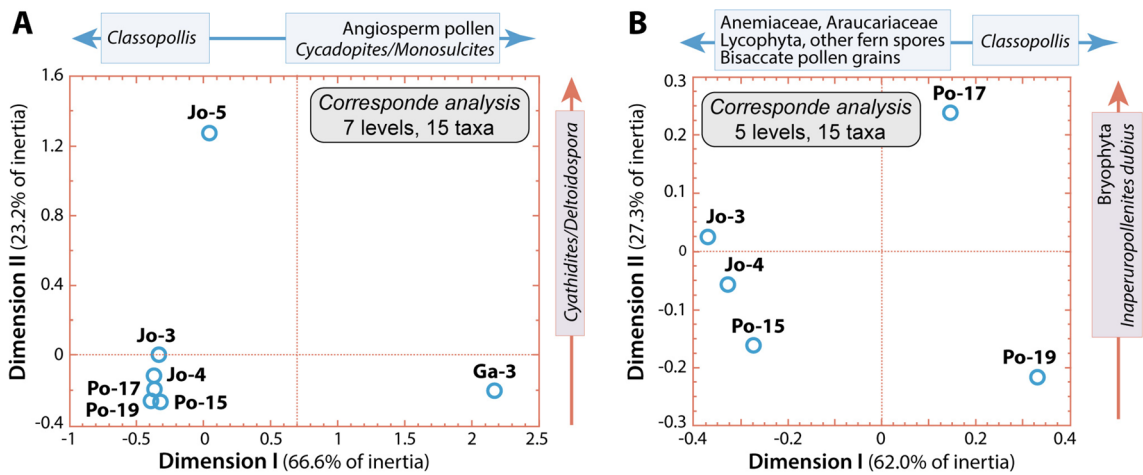 A
Classopollis
Angiosperm pollen
Cycadopites/Monosulcites
Corresponde analysis
7 levels, 15 taxa
Dimension II (23.2% of inertia)
1.6
1.2
0.8
0.4
0
-0.4
Jo-5
Jo-3
Jo-4
Po-17
Po-19
Po-15
Ga-3
-1
-0.5
0
0.5
1
1.5
2
2.5
Dimension I (66.6% of inertia)
Cyathidites/Deltoidospora
B
Anemiaceae, Araucariaceae
Lycophyta, other fern spores
Bisaccate pollen grains
Classopollis
Corresponde analysis
5 levels, 15 taxa
Dimension II (27.3% of inertia)
0.3
0.2
0.1
0
-0.1
-0.2
-0.3
Po-17
Jo-3
Jo-4
Po-15
Po-19
-0.4
-0.2
0
0.2
0.4
Dimension I (62.0% of inertia)
Bryophyta
Inaperuropollenites dubius